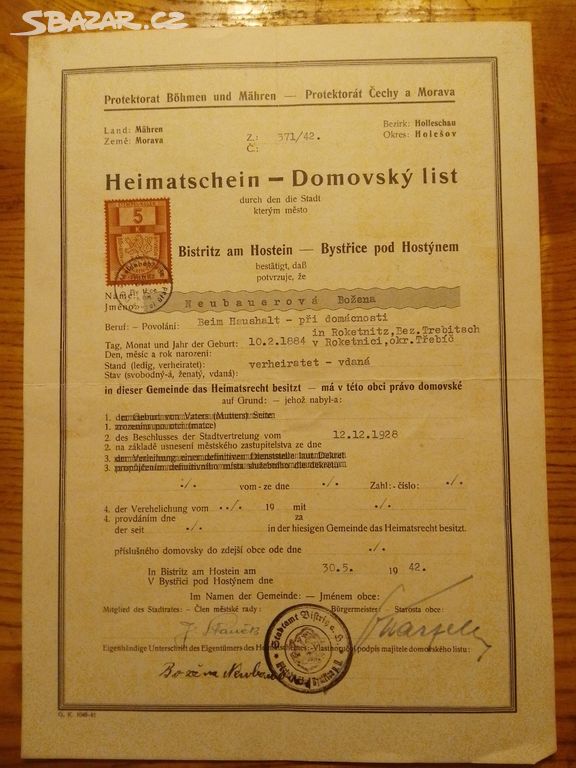 SBAZAR.CZ
Protektorat Böhmen und Mähren — Protektorát Čechy a Morava
Land: Mähren
Země: Morava
Z.: 371/42.
Č.:
Bezirk: Holleschau
Okres: Holešov
Heimatschein — Domovský list
durch den die Stadt
kterým město
5
K
Bistritz am Hostein — Bystřice pod Hostýnem
bestätigt, daß
potvrzuje, že
Name:
Jméno:
Neubauerová Božena
Beruf: - Povolání: Beim Haushalt - při domácnosti
Tag, Monat und Jahr der Geburt: 10.2.1884 in Roketnitz, Bez. Trebitsch
Den, měsíc a rok narození: v Roketnici, okr. Třebíč
Stand (ledig, verheiratet): verheiratet - vdaná
Stav (svobodný-á, ženatý, vdaná):
in dieser Gemeinde das Heimatsrecht besitzt — má v této obci právo domovské
auf Grund: - jehož nabyl-a:
1. der Geburt von Vaters (Mutters) Seite
1. zrozením po otci (matce)
2. des Beschlusses der Stadtvertretung vom 12.12.1928
2. na základě usnesení městského zastupitelstva ze dne
3. der Verleihung einer definitiven Dienststelle laut Dekret
3. propůjčením definitivního místa služebního dle dekretu
./. vom - ze dne ./. Zahl: - číslo: ./.
4. der Verehelichung vom ../. 19 mit ./.
4. provdáním dne za
der seit ./. in der hiesigen Gemeinde das Heimatsrecht besitzt.
příslušného domovsky do zdejší obce ode dne ./.
In Bistritz am Hostein am 30.5. 1942.
V Bystřici pod Hostýnem dne
Im Namen der Gemeinde: — Jménem obce:
Mitglied des Stadtrates: - Člen městské rady:
Bürgermeister: - Starosta obce:
Eigenhändige Unterschrift des Eigentümers des Heimatscheines: - Vlastnoruční podpis majitele domovského listu:
Božena Neubau